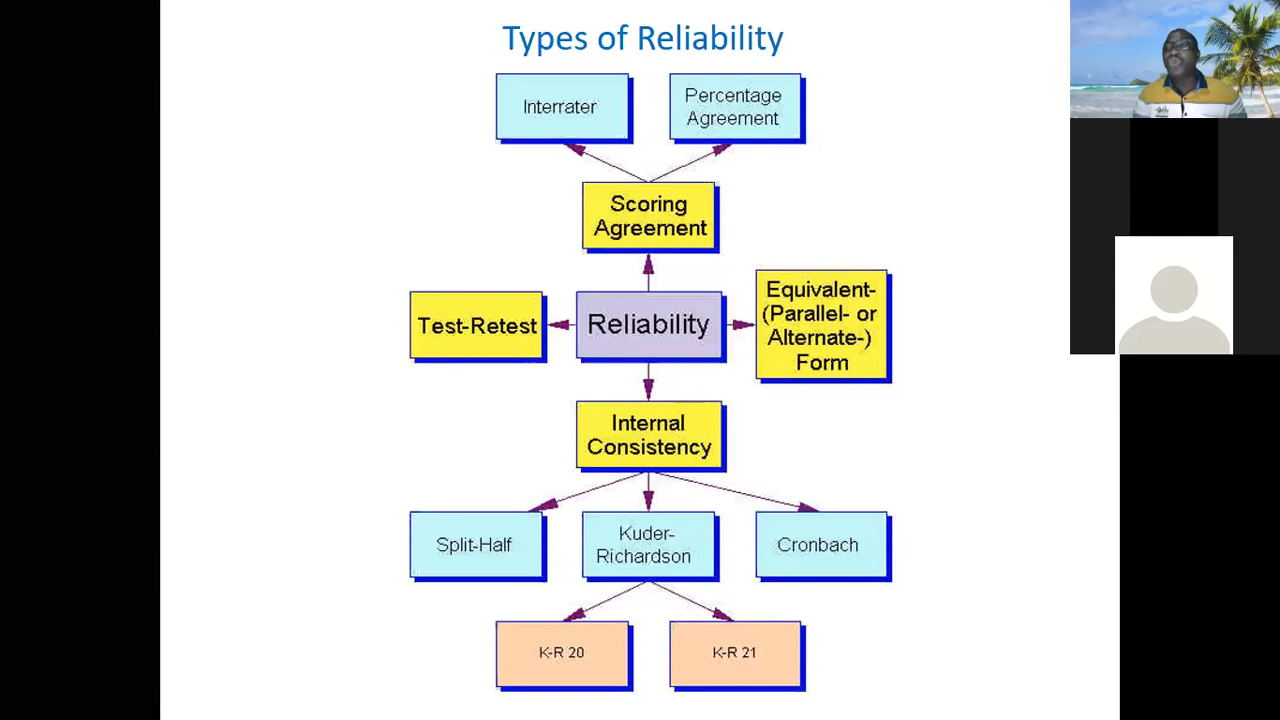 Types of Reliability
Interrater
Percentage
Agreement
Scoring
Agreement
Test-Retest
Reliability
Equivalent-
(Parallel- or
Alternate-)
Form
Internal
Consistency
Split-Half
Kuder-
Richardson
Cronbach
K-R 20
K-R 21